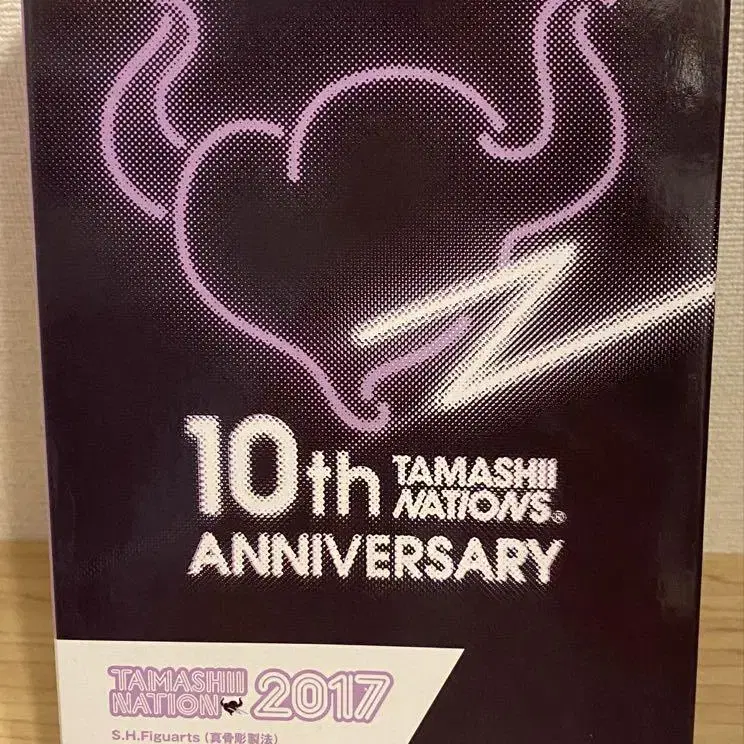 10th TAMASHII
NATIONS®
ANNIVERSARY
TAMASHII
NATION 2017
S.H.Figuarts (真骨彫製法)